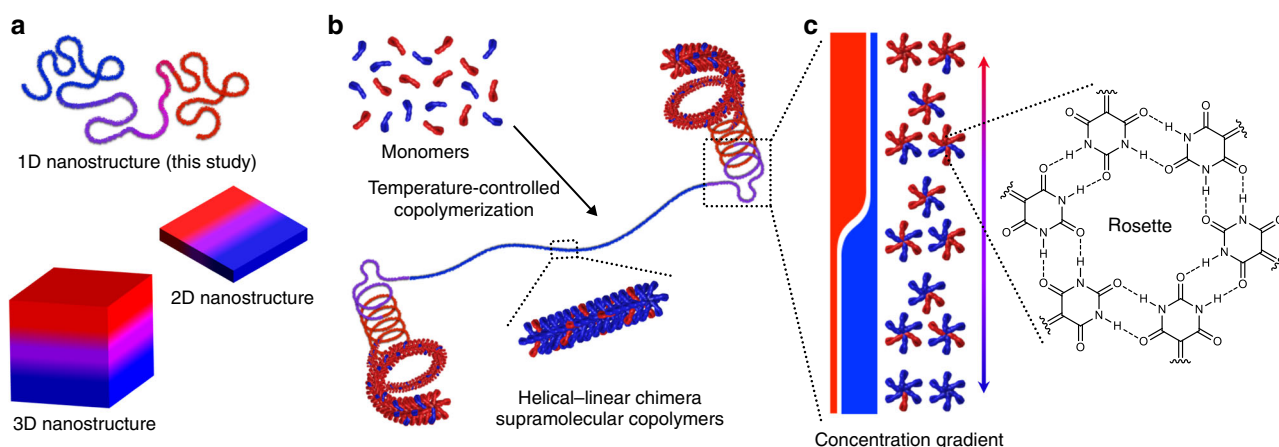 a
1D nanostructure (this study)
2D nanostructure
3D nanostructure
b
Monomers
Temperature-controlled
copolymerization
Helical–linear chimera
supramolecular copolymers
c
Concentration gradient
Rosette
O
O
O
N
N
H
H
O
O
O
N
N
H
H
O
O
O
N
N
H
H
O
O
O
N
N
H
H
O
O
O
N
N
H
H
O
O
O
N
N
H
H